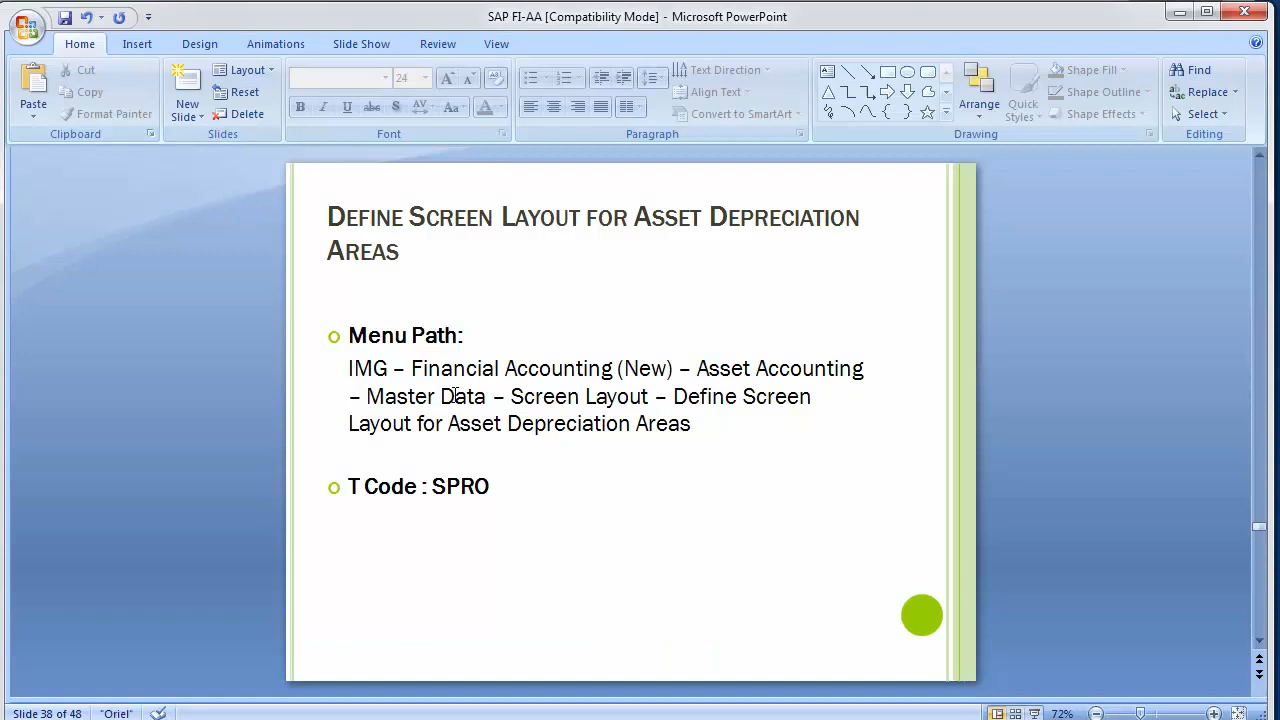 SAP FI-AA [Compatibility Mode] - Microsoft PowerPoint
Home Insert Design Slide Show Animations Review View
Paste
Cut
Copy
Format Painter
Clipboard
New Slide
Layout
Reset
Delete
Slides
24
B I U abc S AV Aa A
Font
Text Direction
Align Text
Convert to SmartArt
Paragraph
Arrange
Quick Styles
Shape Fill
Shape Outline
Shape Effects
Drawing
Find
Replace
Select
Editing
DEFINE SCREEN LAYOUT FOR ASSET DEPRECIATION
AREAS
Menu Path:
IMG – Financial Accounting (New) – Asset Accounting
– Master Data – Screen Layout – Define Screen
Layout for Asset Depreciation Areas
T Code : SPRO
Slide 38 of 48 "Oriel" 72%